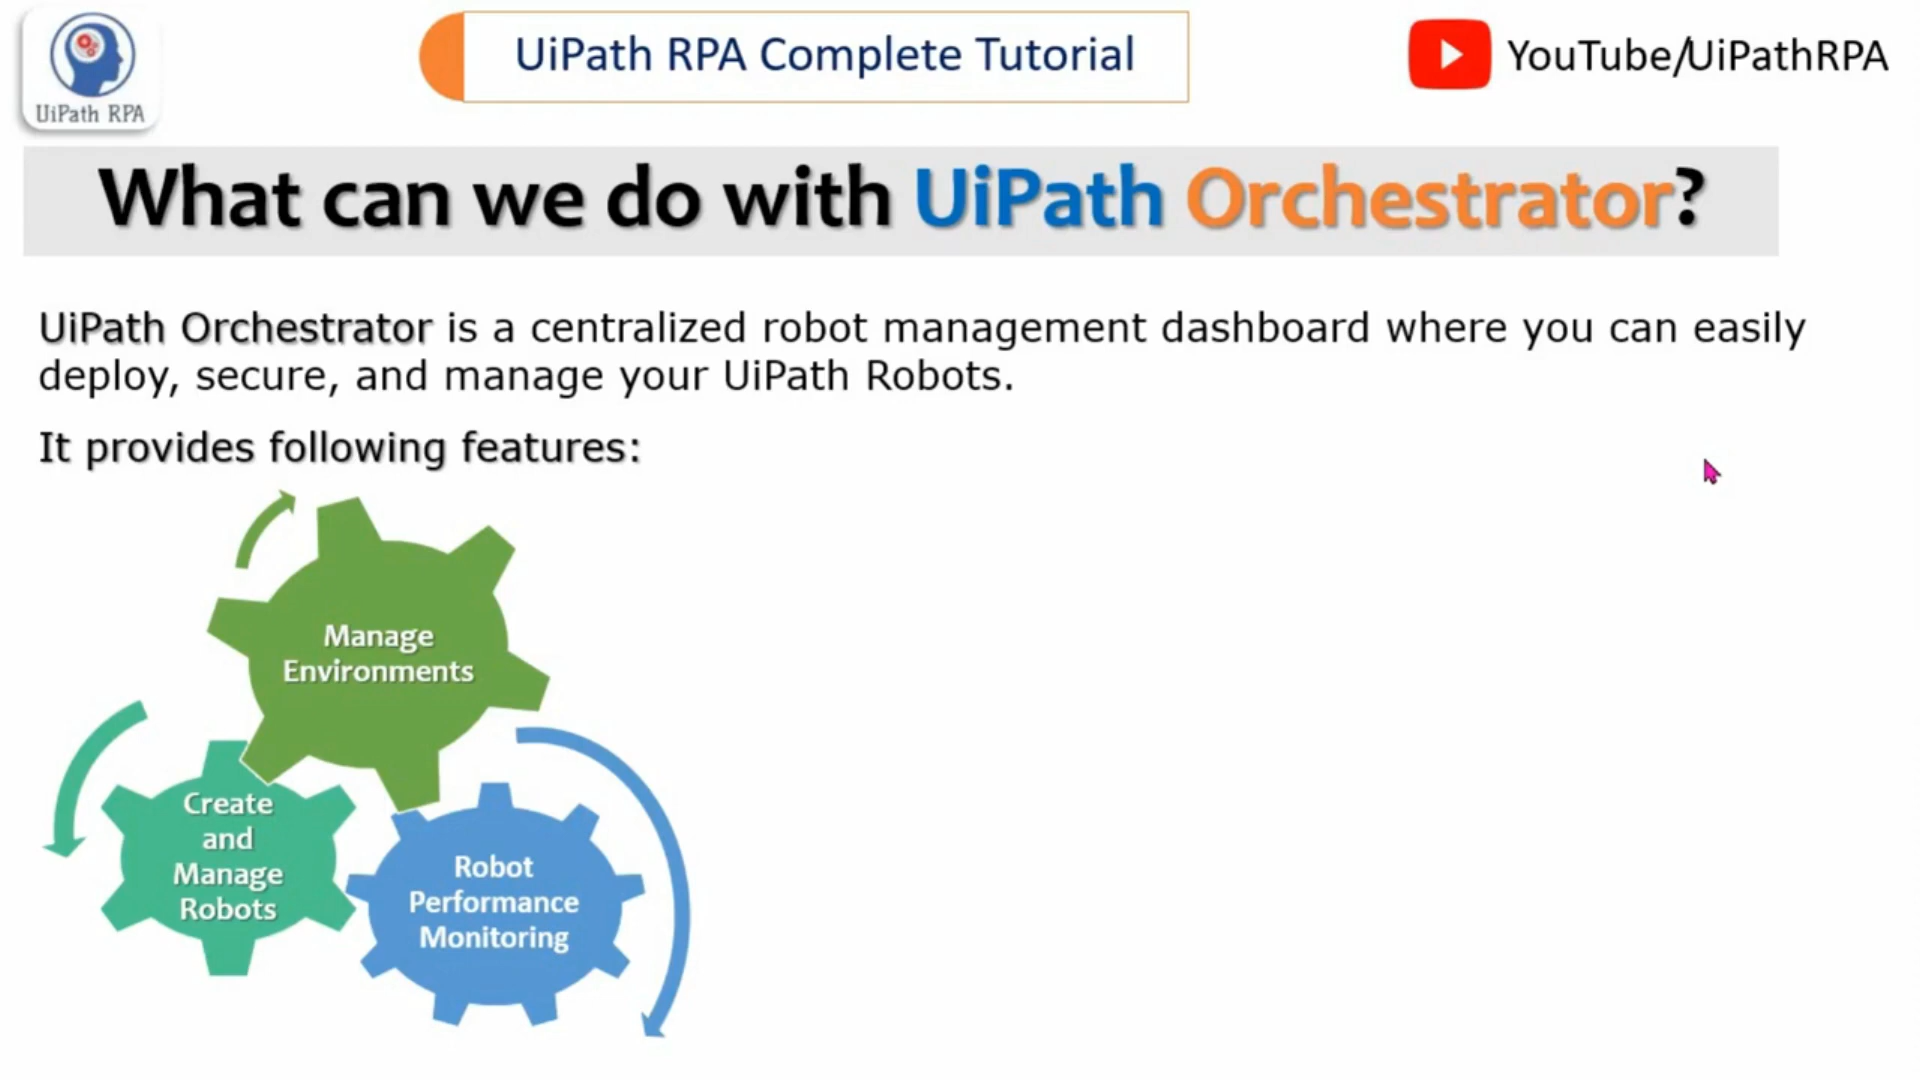 UiPath RPA
UiPath RPA Complete Tutorial
YouTube/UiPathRPA
What can we do with UiPath Orchestrator?
UiPath Orchestrator is a centralized robot management dashboard where you can easily
deploy, secure, and manage your UiPath Robots.
It provides following features:
Manage
Environments
Create
and
Manage
Robots
Robot
Performance
Monitoring